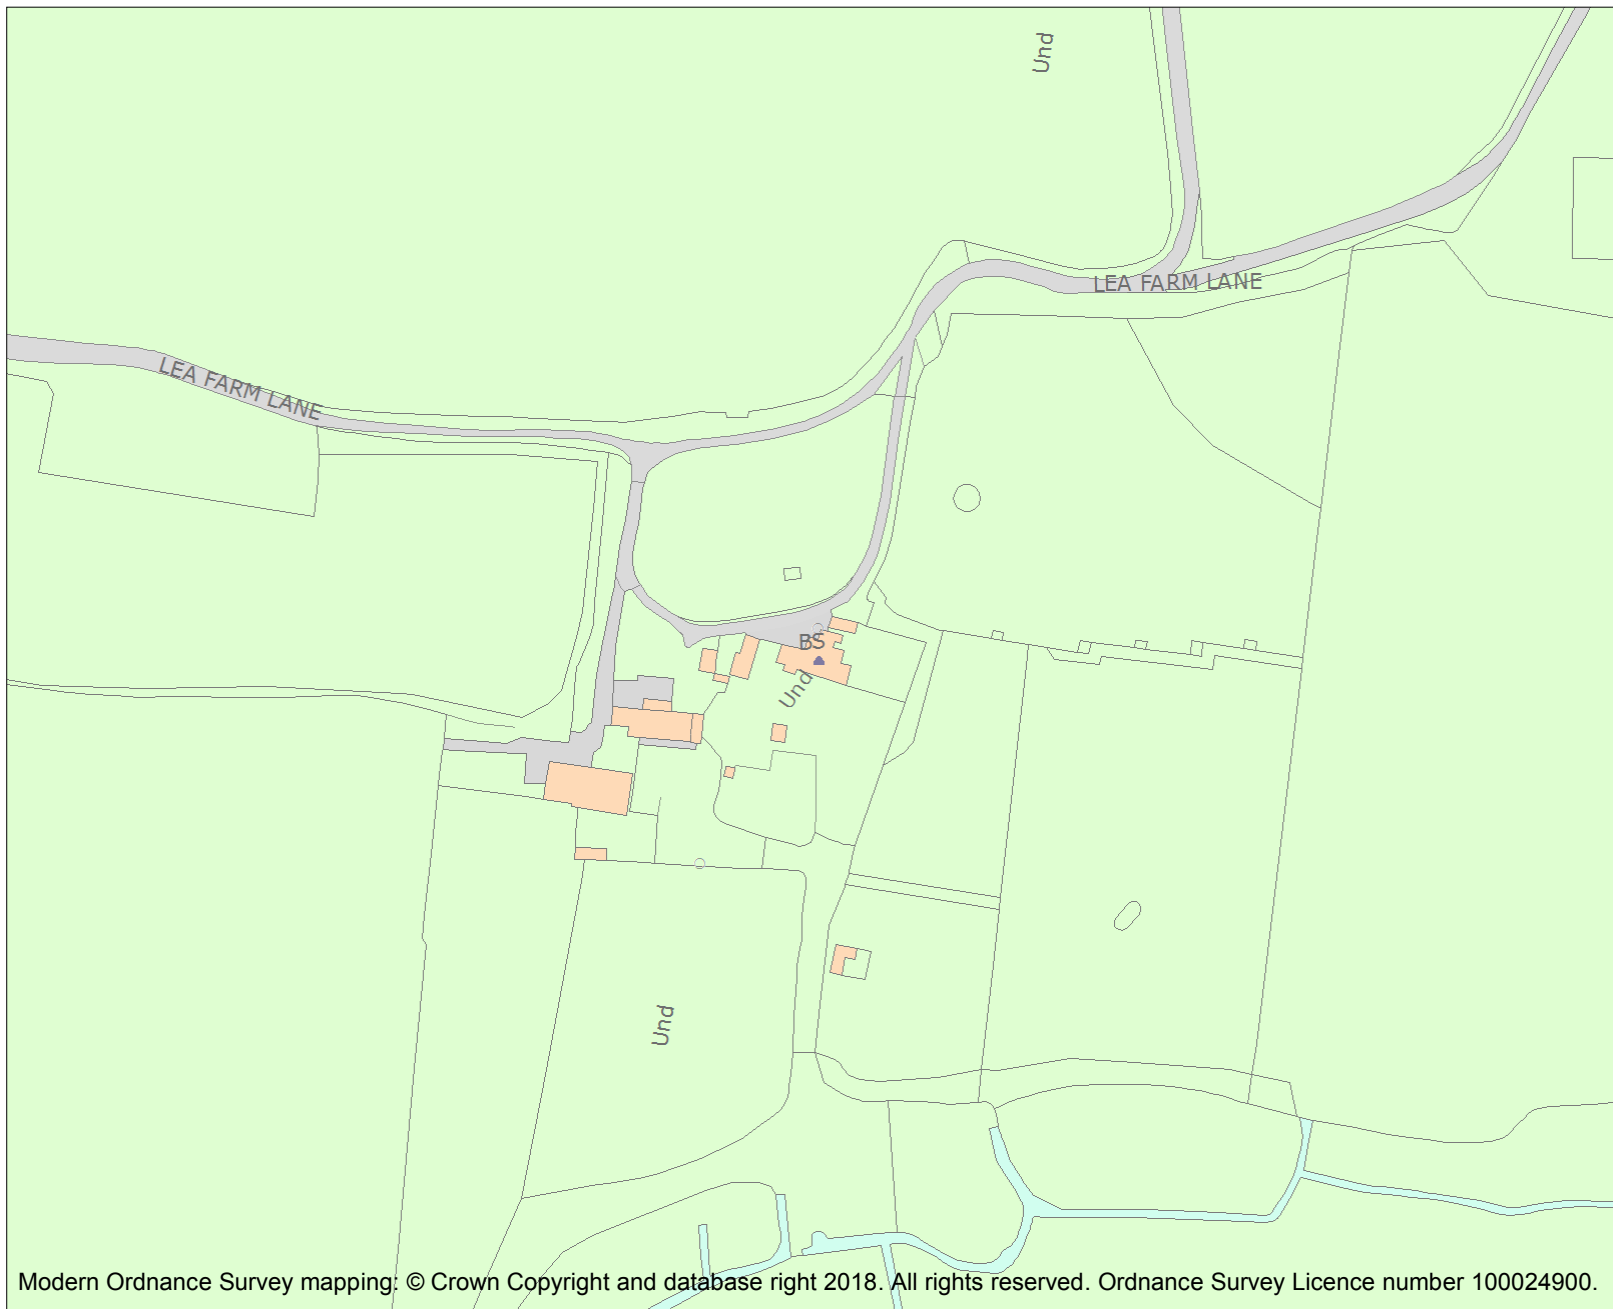 Und
LEA FARM LANE
LEA FARM LANE
BS
Und
Und
Modern Ordnance Survey mapping: © Crown Copyright and database right 2018. All rights reserved. Ordnance Survey Licence number 100024900.